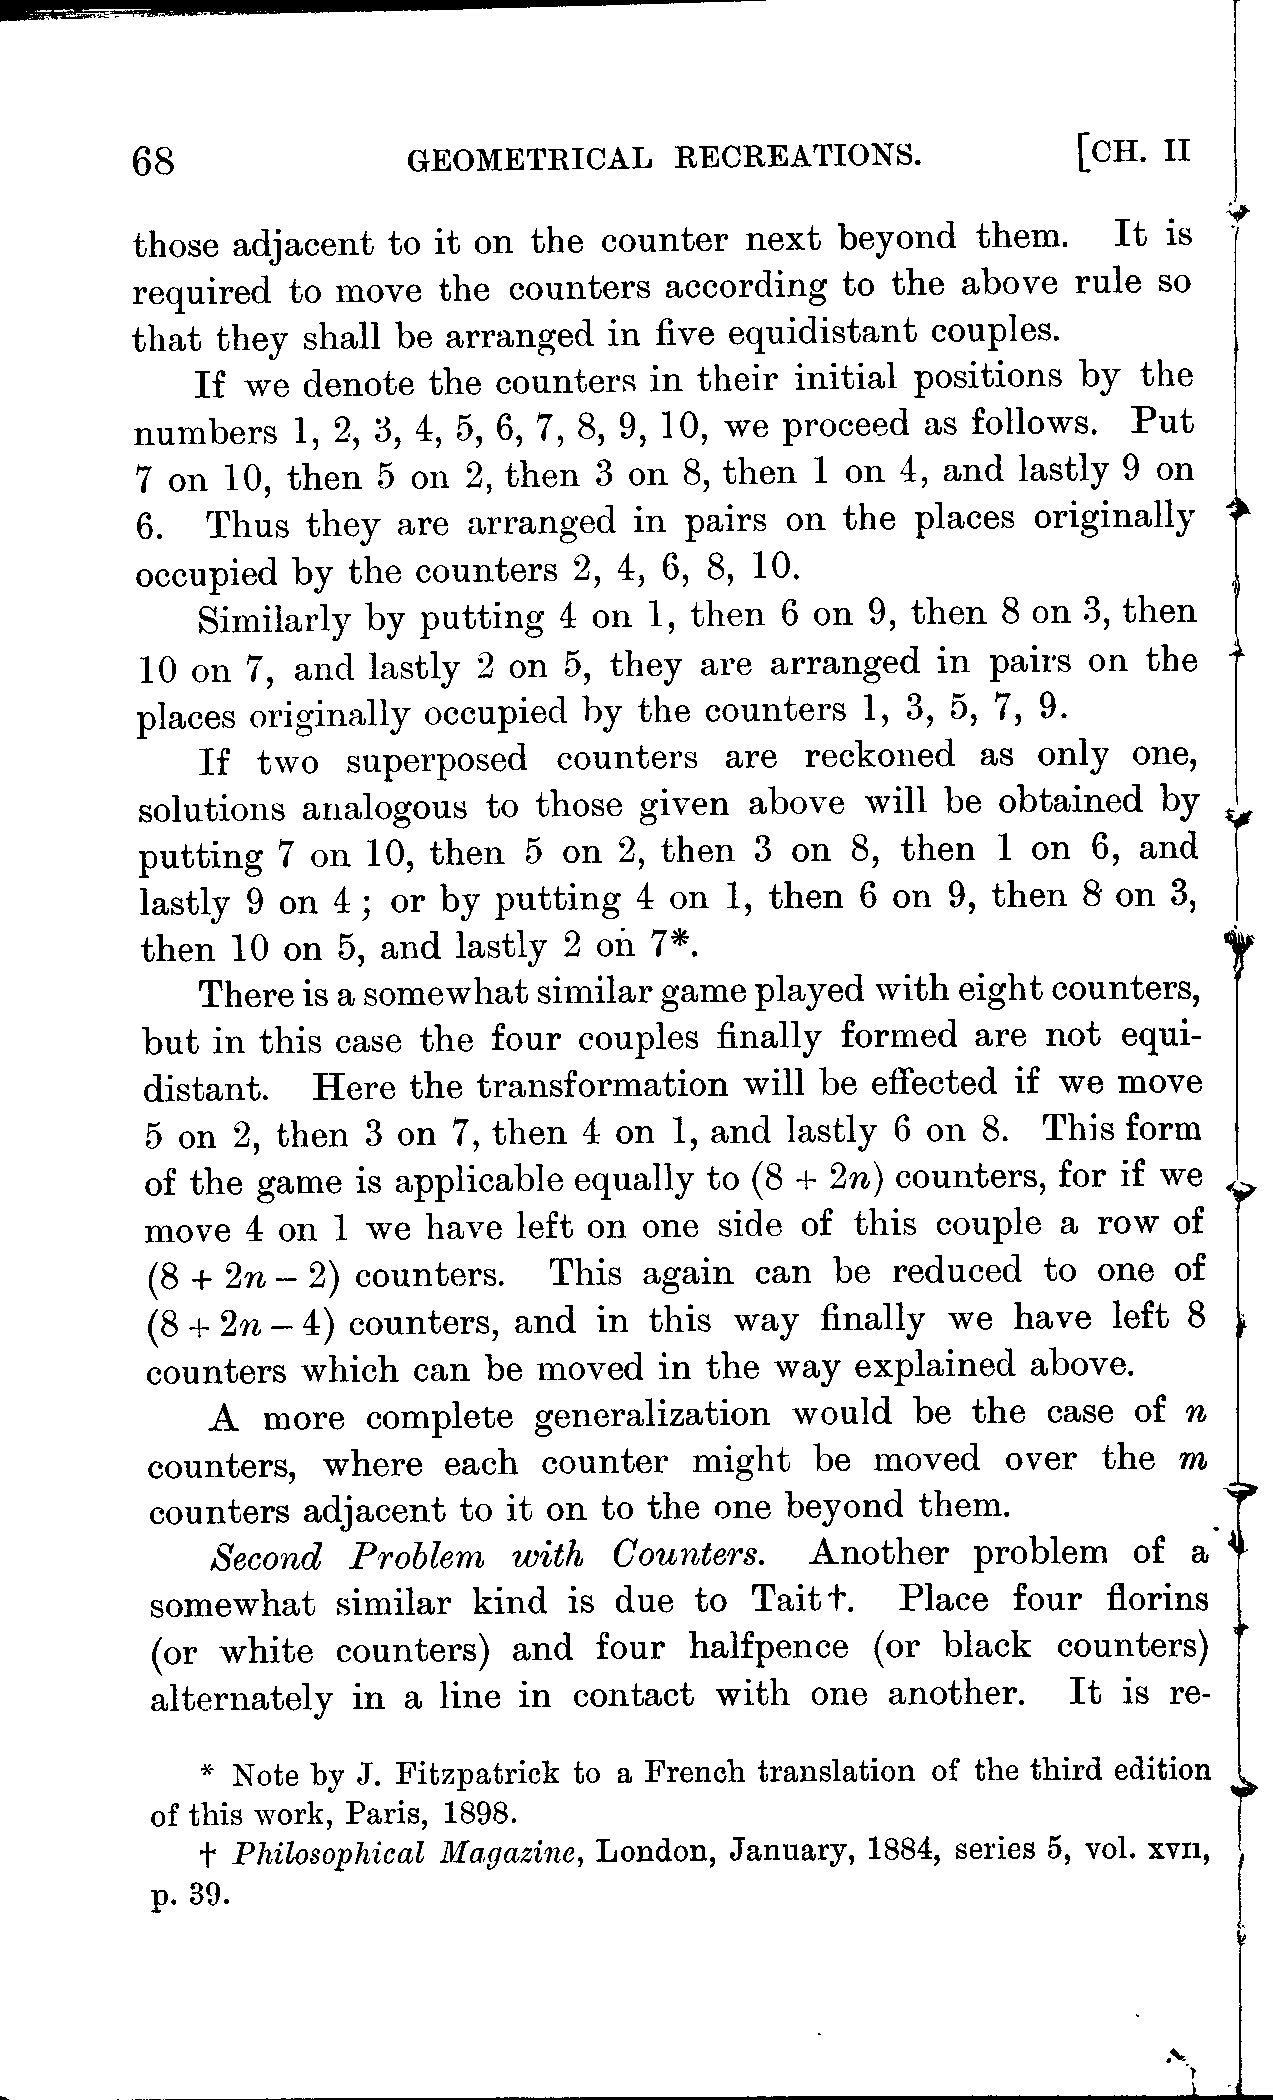 68 GEOMETRICAL RECREATIONS. [CH. II
those adjacent to it on the counter next beyond them. It is
required to move the counters according to the above rule so
that they shall be arranged in five equidistant couples.
If we denote the counters in their initial positions by the
numbers 1, 2, 3, 4, 5, 6, 7, 8, 9, 10, we proceed as follows. Put
7 on 10, then 5 on 2, then 3 on 8, then 1 on 4, and lastly 9 on
6. Thus they are arranged in pairs on the places originally
occupied by the counters 2, 4, 6, 8, 10.
Similarly by putting 4 on 1, then 6 on 9, then 8 on 3, then
10 on 7, and lastly 2 on 5, they are arranged in pairs on the
places originally occupied by the counters 1, 3, 5, 7, 9.
If two superposed counters are reckoned as only one,
solutions analogous to those given above will be obtained by
putting 7 on 10, then 5 on 2, then 3 on 8, then 1 on 6, and
lastly 9 on 4; or by putting 4 on 1, then 6 on 9, then 8 on 3,
then 10 on 5, and lastly 2 on 7*.
There is a somewhat similar game played with eight counters,
but in this case the four couples finally formed are not equi-
distant. Here the transformation will be effected if we move
5 on 2, then 3 on 7, then 4 on 1, and lastly 6 on 8. This form
of the game is applicable equally to (8 + 2n) counters, for if we
move 4 on 1 we have left on one side of this couple a row of
(8 + 2n − 2) counters. This again can be reduced to one of
(8 + 2n − 4) counters, and in this way finally we have left 8
counters which can be moved in the way explained above.
A more complete generalization would be the case of n
counters, where each counter might be moved over the m
counters adjacent to it on to the one beyond them.
Second Problem with Counters. Another problem of a
somewhat similar kind is due to Tait†. Place four florins
(or white counters) and four halfpence (or black counters)
alternately in a line in contact with one another. It is re-
* Note by J. Fitzpatrick to a French translation of the third edition
of this work, Paris, 1898.
† Philosophical Magazine, London, January, 1884, series 5, vol. XVII,
p. 39.